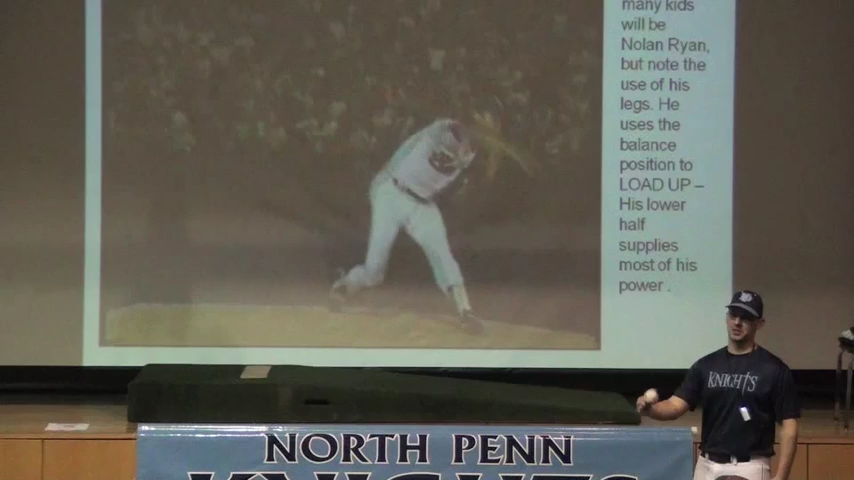 many kids
will be
Nolan Ryan,
but note the
use of his
legs. He
uses the
balance
position to
LOAD UP –
His lower
half
supplies
most of his
power .
KNIGHTS
NORTH PENN
KNIGHTS